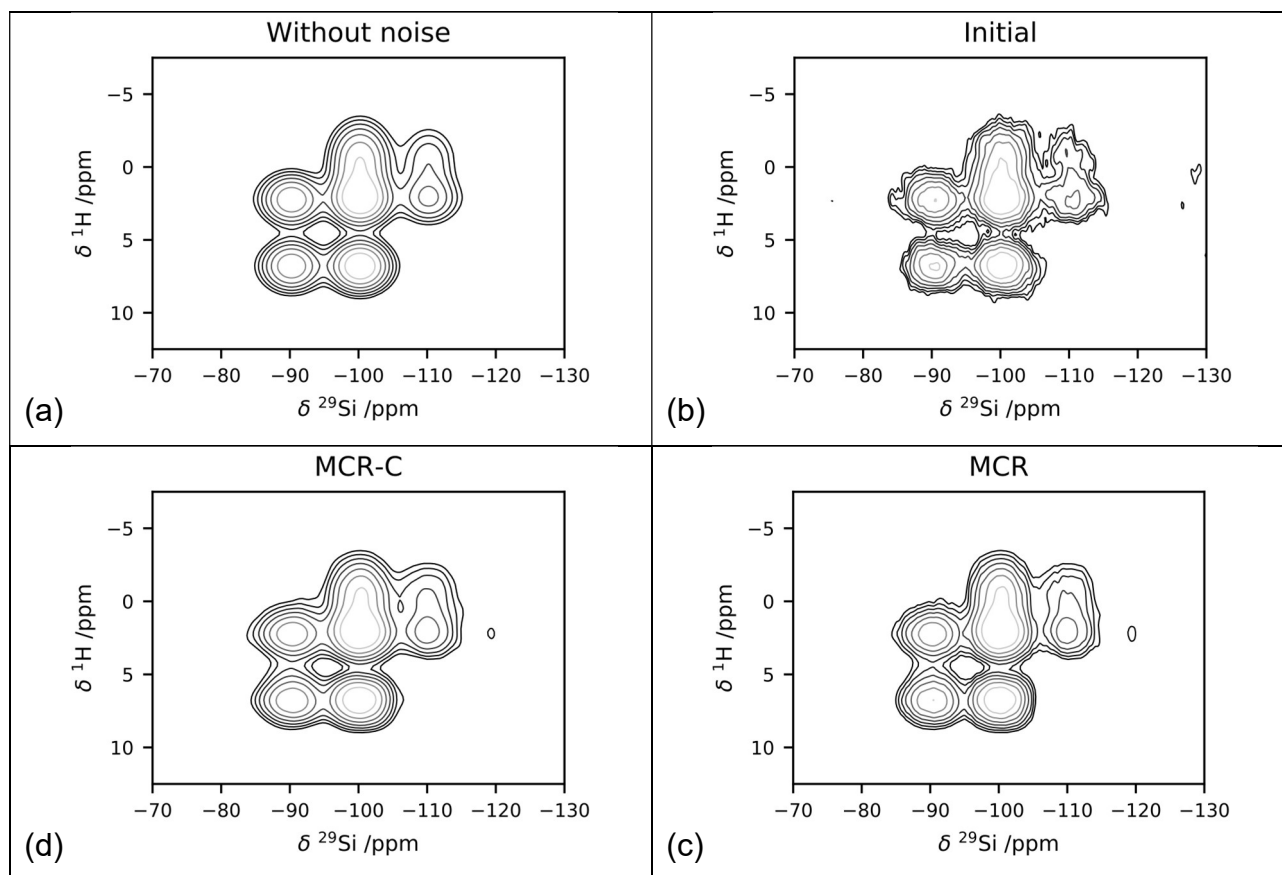 Without noise
−5
0
5
10
δ ¹H /ppm
−70 −80 −90 −100 −110 −120 −130
δ ²⁹Si /ppm
(a)
Initial
−5
0
5
10
δ ¹H /ppm
−70 −80 −90 −100 −110 −120 −130
δ ²⁹Si /ppm
(b)
MCR-C
−5
0
5
10
δ ¹H /ppm
−70 −80 −90 −100 −110 −120 −130
δ ²⁹Si /ppm
(d)
MCR
−5
0
5
10
δ ¹H /ppm
−70 −80 −90 −100 −110 −120 −130
δ ²⁹Si /ppm
(c)